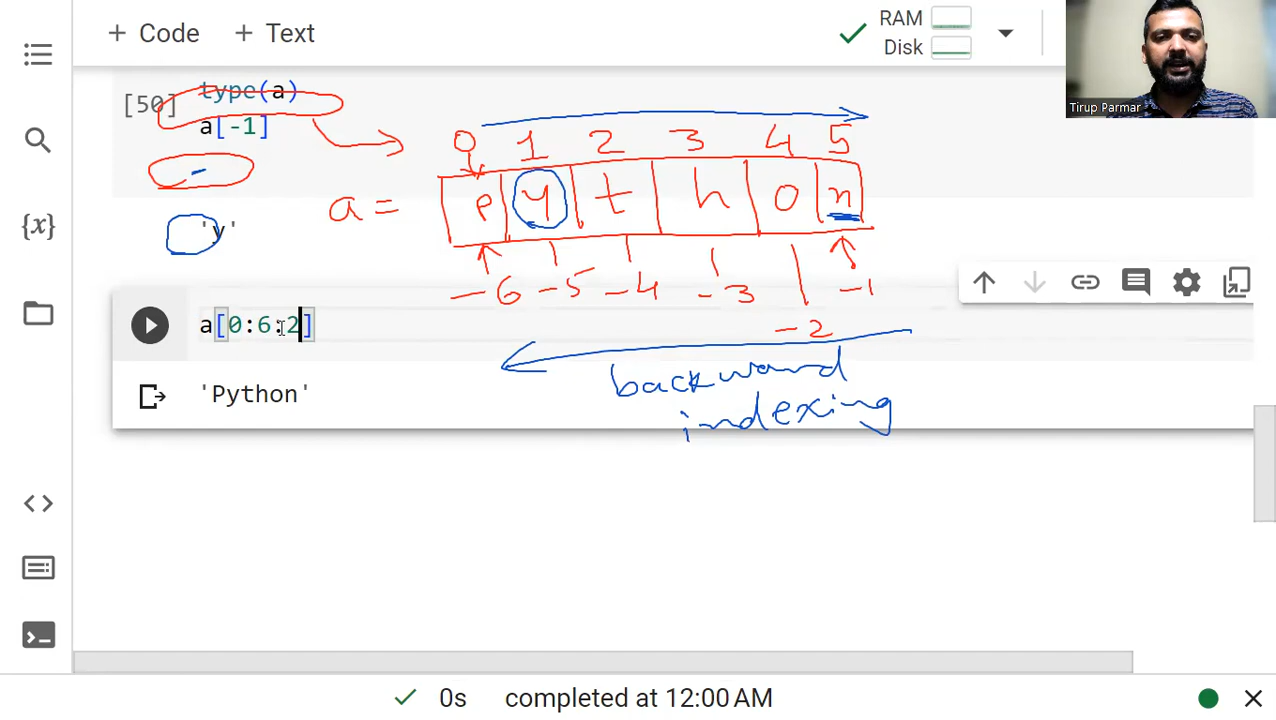 + Code + Text
RAM
Disk
Tirup Parmar
[50]
type(a)
a[-1]
0 1 2 3 4 5
a = P y t h o n
'y'
-6 -5 -4 -3 -1
-2
a[0:6:2]
backward
indexing
'Python'
{x}
0s completed at 12:00 AM